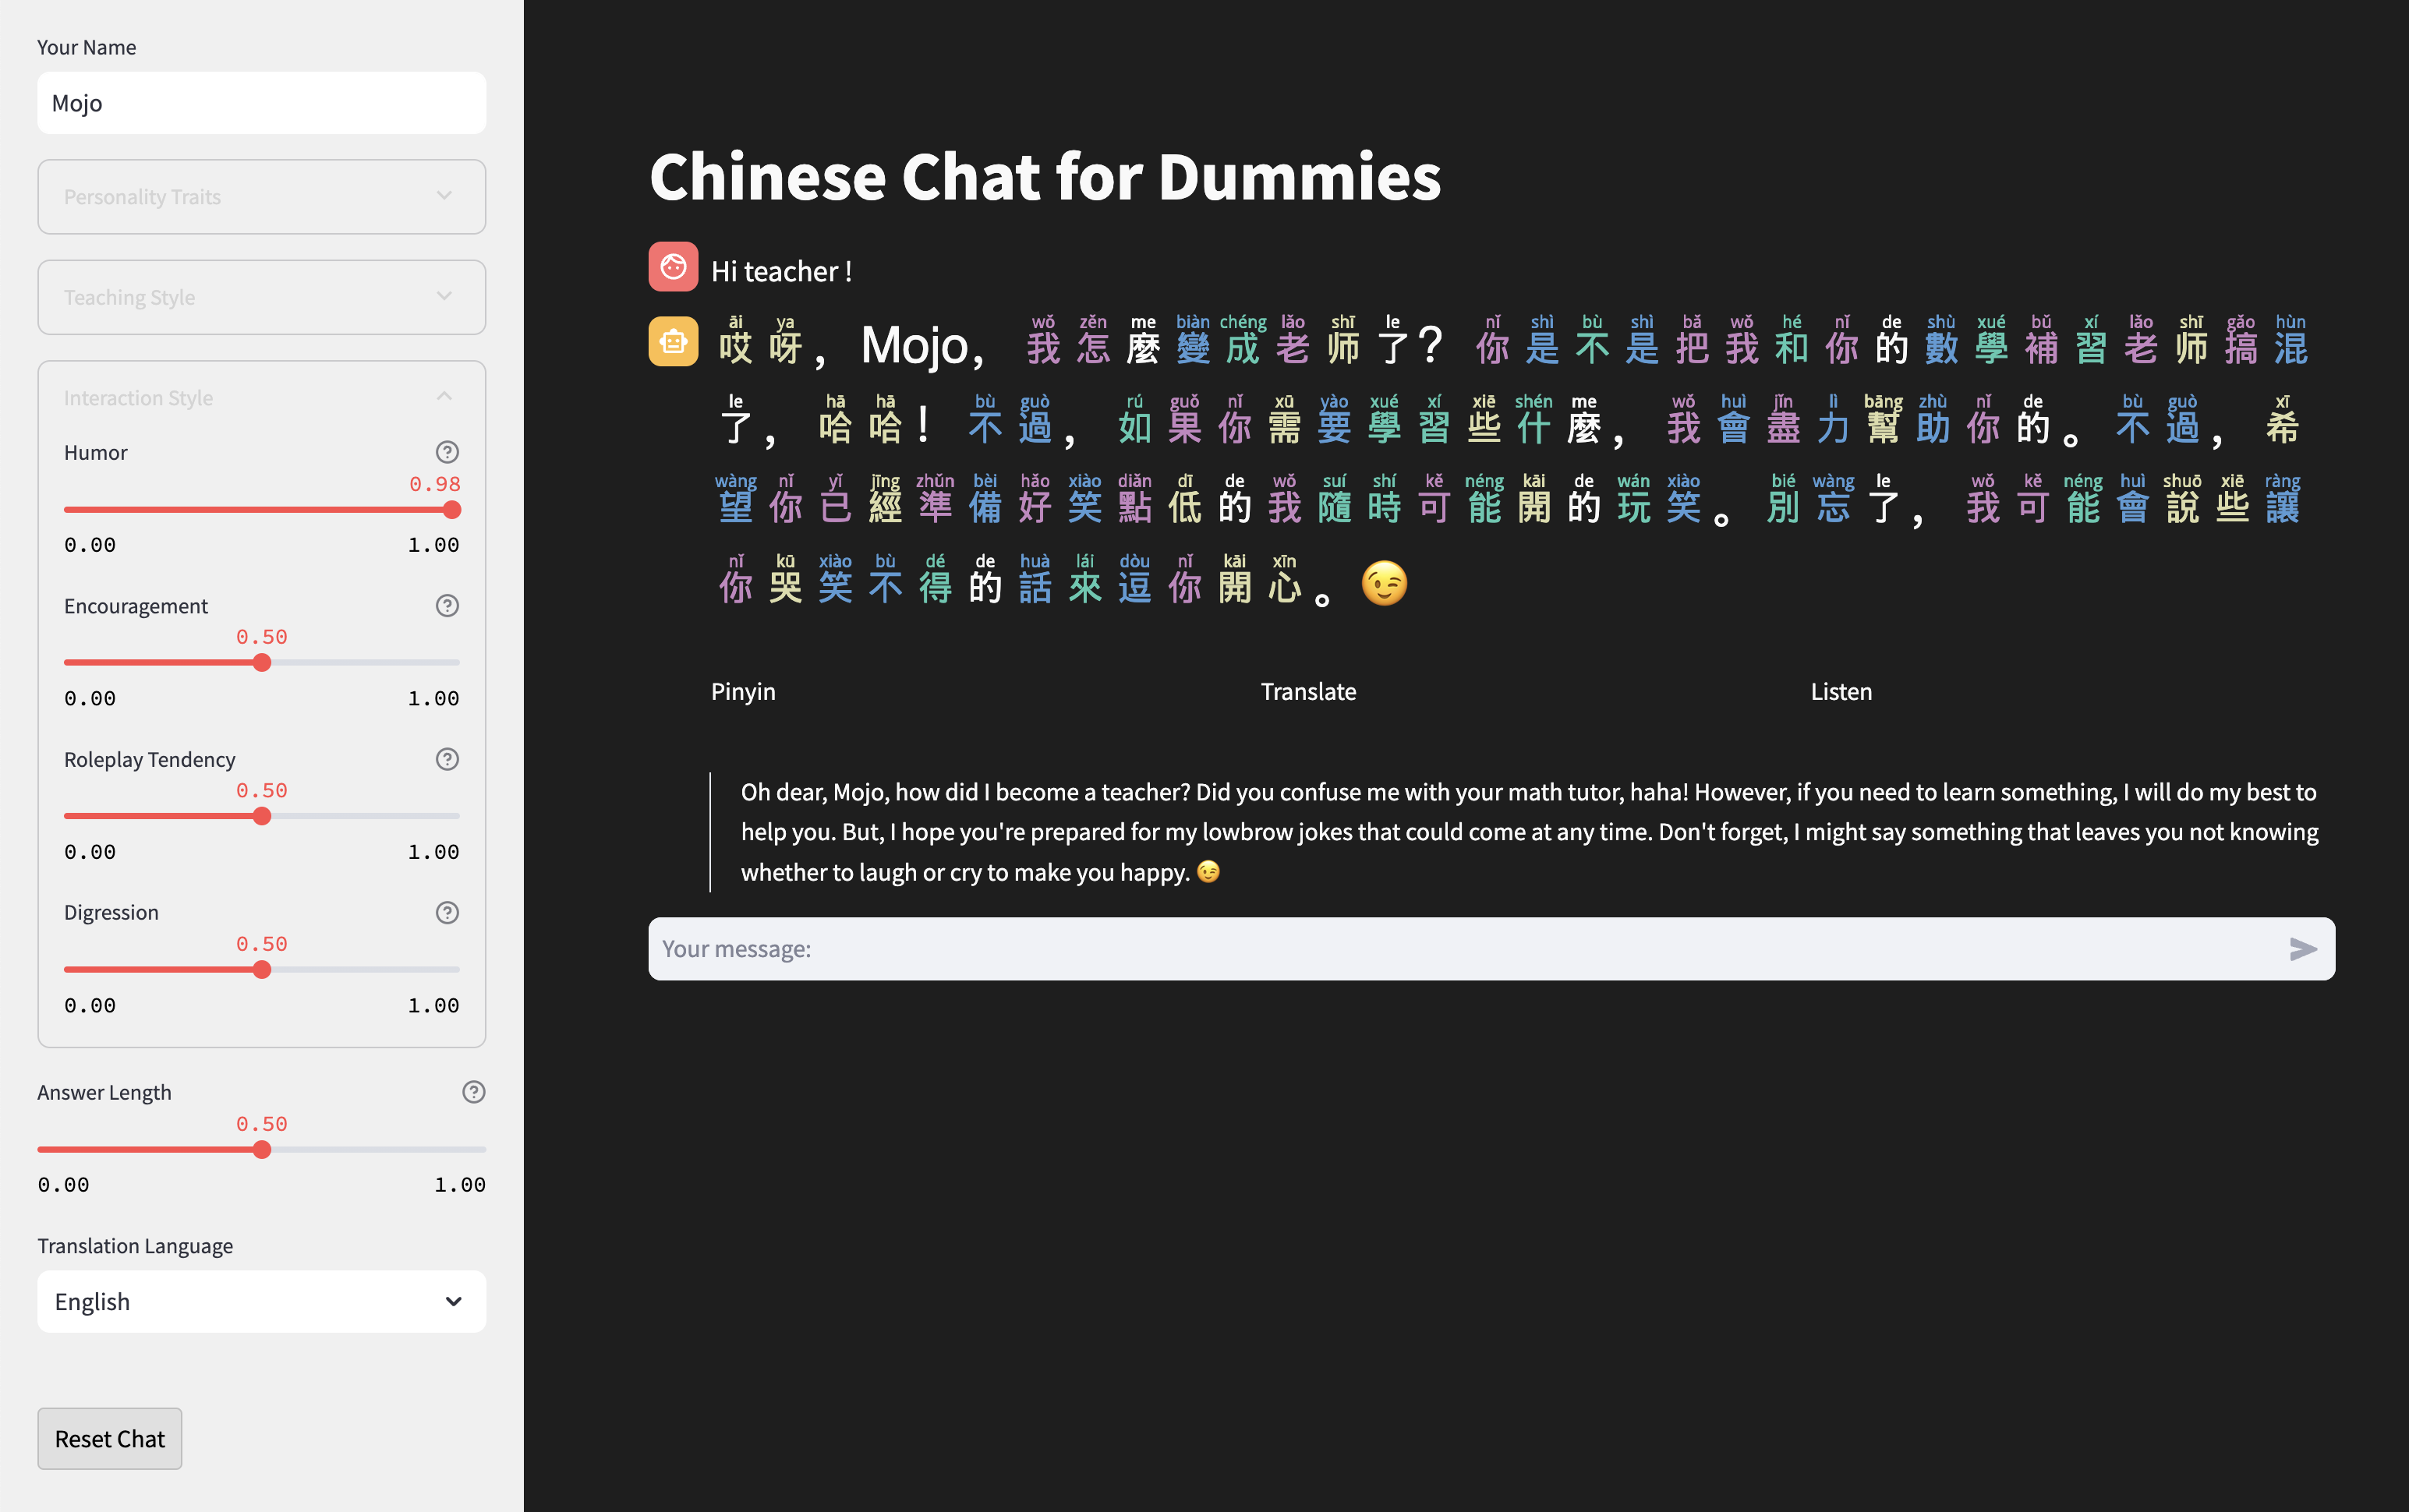 Your Name
Mojo
Personality Traits
Teaching Style
Interaction Style
Humor
0.98
0.00 1.00
Encouragement
0.50
0.00 1.00
Roleplay Tendency
0.50
0.00 1.00
Digression
0.50
0.00 1.00
Answer Length
0.50
0.00 1.00
Translation Language
English
Reset Chat
Chinese Chat for Dummies
Hi teacher !
āi ya wǒ zěn me biàn chéng lǎo shī le nǐ shì bù shì bǎ wǒ hé nǐ de shù xué bǔ xí lǎo shī gǎo hùn
哎呀，Mojo，我怎麼變成老师了？你是不是把我和你的數學補習老师搞混
le hā hā bù guò rú guǒ nǐ xū yào xué xí xiē shén me wǒ huì jǐn lì bāng zhù nǐ de bù guò xī
了，哈哈！不過，如果你需要學習些什麼，我會盡力幫助你的。不過，希
wàng nǐ yǐ jīng zhǔn bèi hǎo xiào diǎn dī de wǒ suí shí kě néng kāi de wán xiào bié wàng le wǒ kě néng huì shuō xiē ràng
望你已經準備好笑點低的我隨時可能開的玩笑。別忘了，我可能會說些讓
nǐ kū xiào bù dé de huà lái dòu nǐ kāi xīn
你哭笑不得的話來逗你開心。😉
Pinyin Translate Listen
Oh dear, Mojo, how did I become a teacher? Did you confuse me with your math tutor, haha! However, if you need to learn something, I will do my best to
help you. But, I hope you're prepared for my lowbrow jokes that could come at any time. Don't forget, I might say something that leaves you not knowing
whether to laugh or cry to make you happy. 😉
Your message: